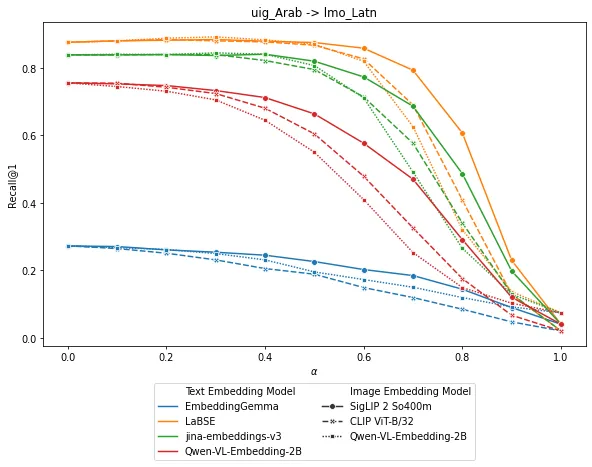 uig_Arab -> lmo_Latn
Recall@1
0.8
0.6
0.4
0.2
0.0
0.0 0.2 0.4 0.6 0.8 1.0
α
Text Embedding Model Image Embedding Model
EmbeddingGemma SigLIP 2 So400m
LaBSE CLIP ViT-B/32
jina-embeddings-v3 Qwen-VL-Embedding-2B
Qwen-VL-Embedding-2B